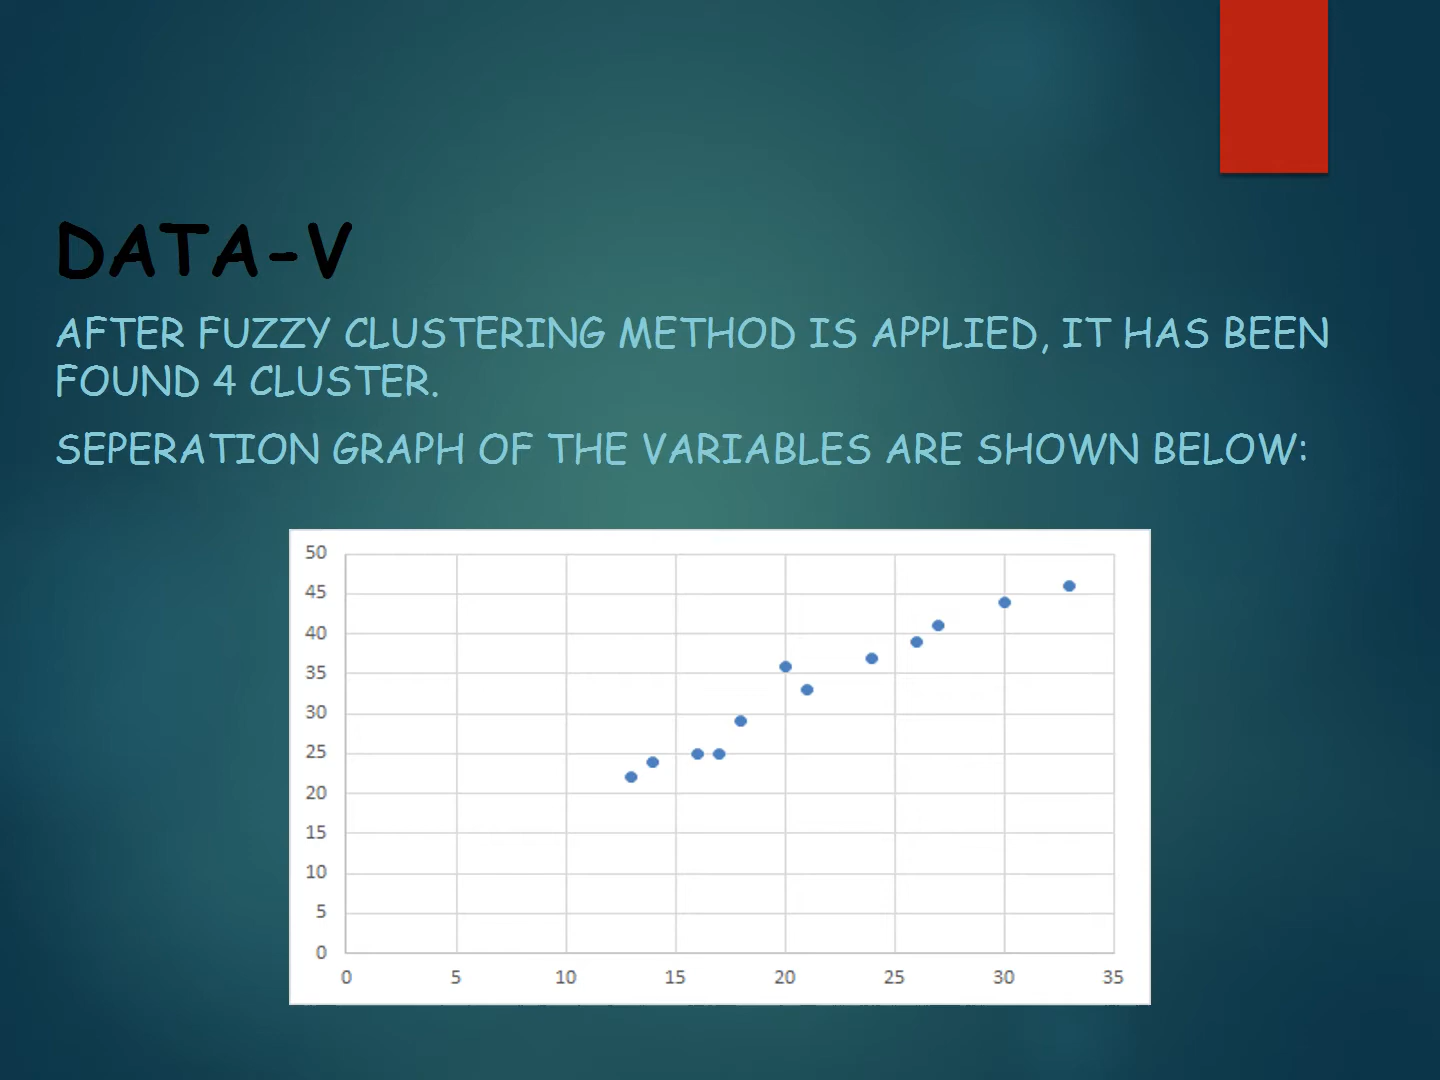 DATA-V
AFTER FUZZY CLUSTERING METHOD IS APPLIED, IT HAS BEEN
FOUND 4 CLUSTER.
SEPERATION GRAPH OF THE VARIABLES ARE SHOWN BELOW:
50
45
40
35
30
25
20
15
10
5
0
0 5 10 15 20 25 30 35